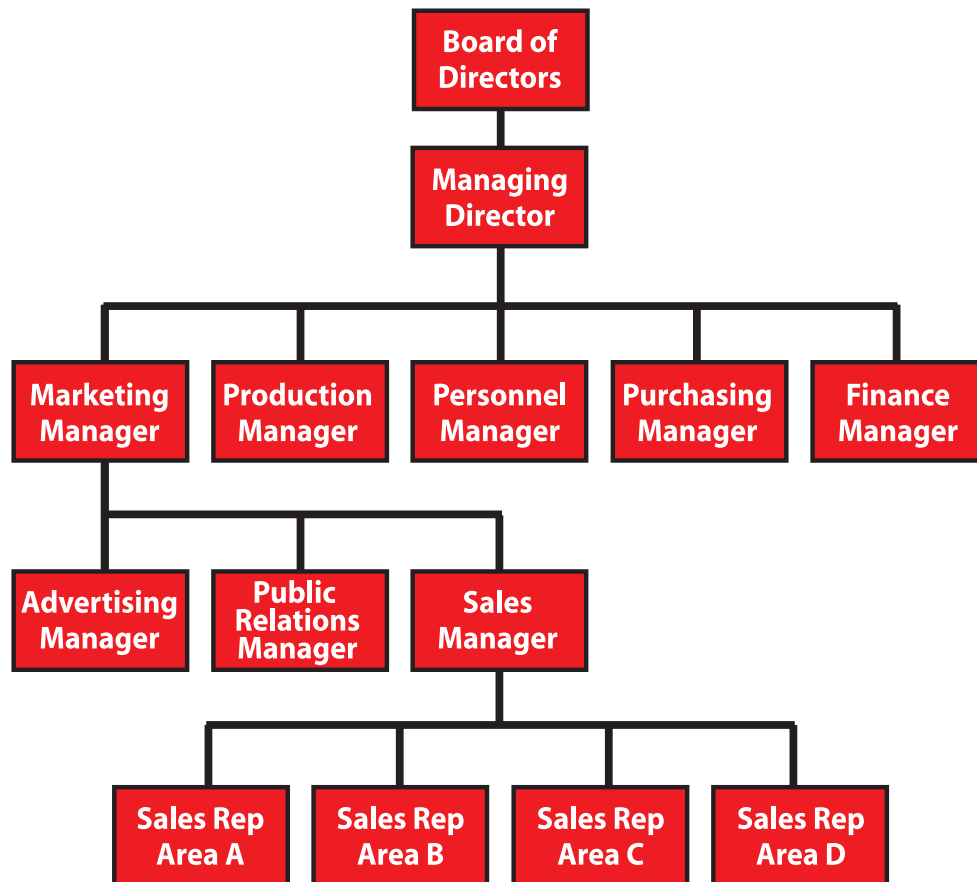 Board of
Directors
Managing
Director
Marketing
Manager
Production
Manager
Personnel
Manager
Purchasing
Manager
Finance
Manager
Advertising
Manager
Public
Relations
Manager
Sales
Manager
Sales Rep
Area A
Sales Rep
Area B
Sales Rep
Area C
Sales Rep
Area D